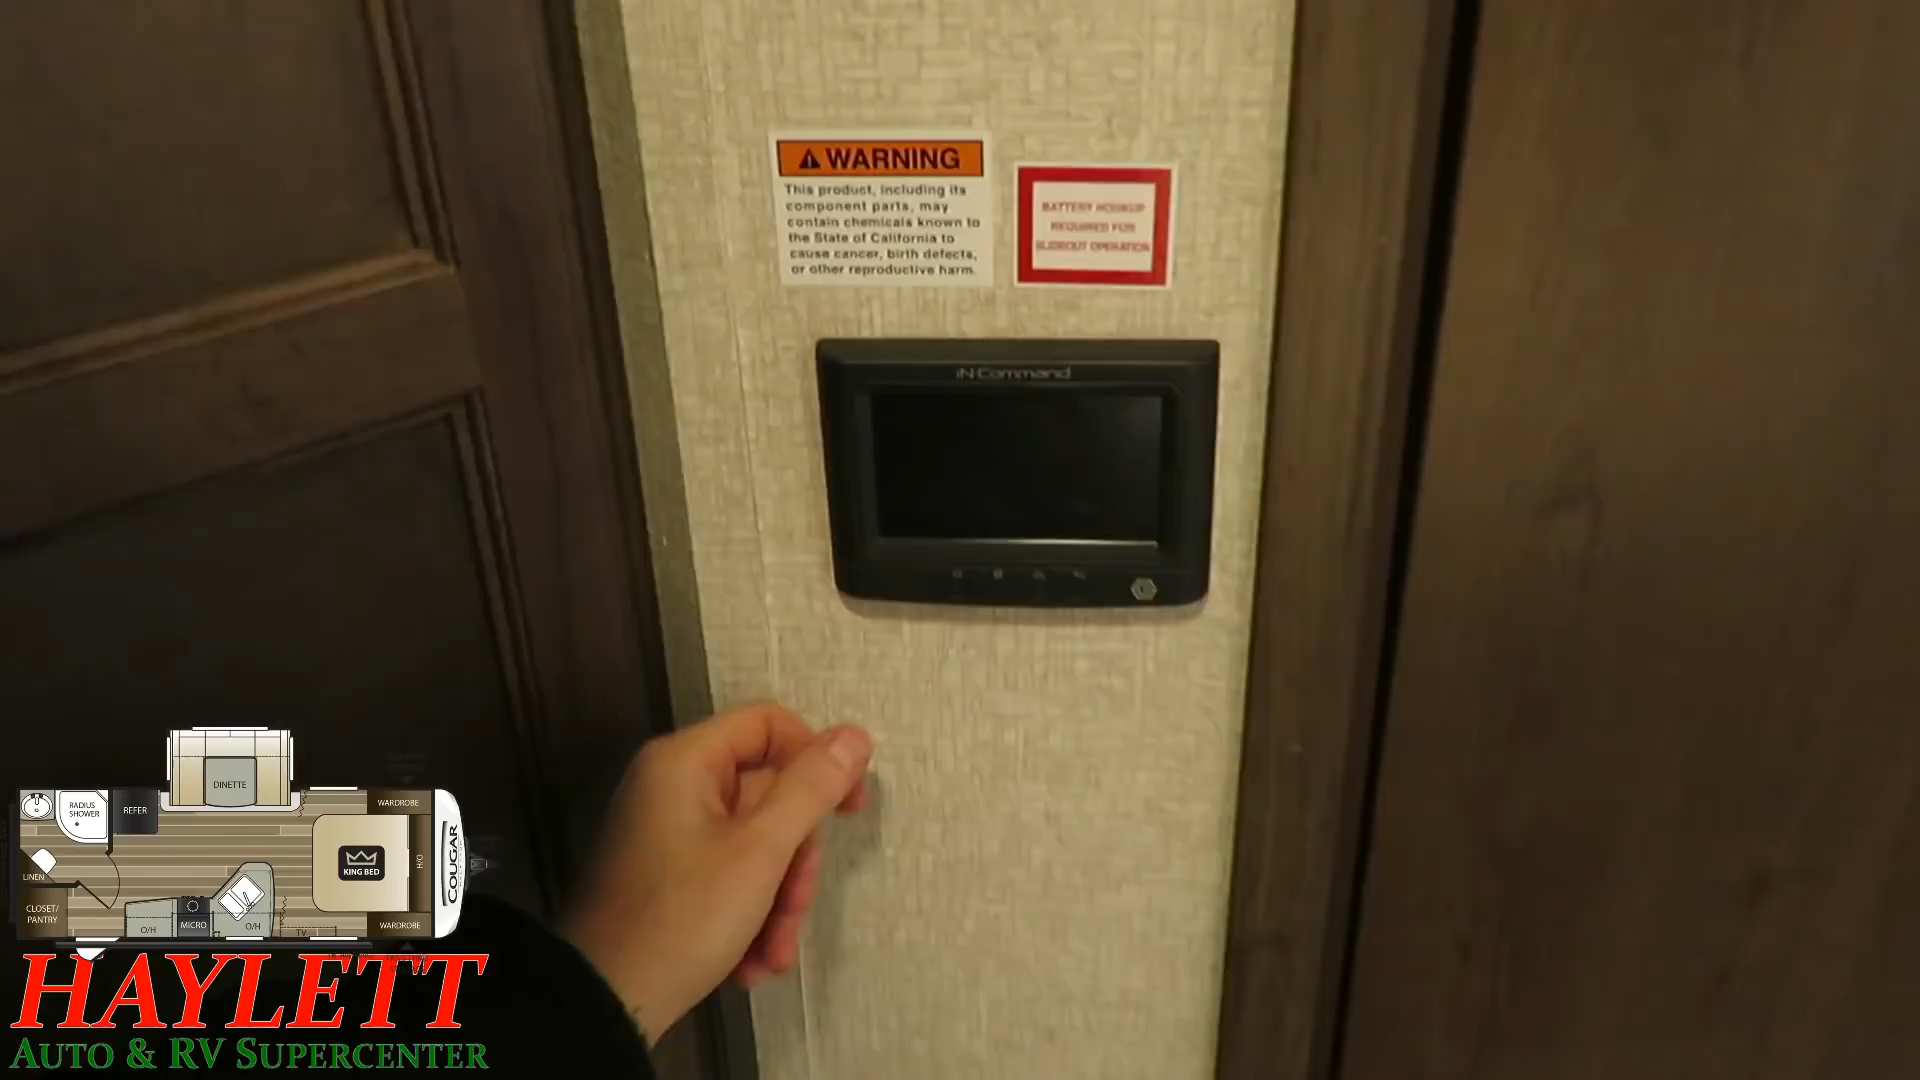 WARNING
This product, including its
component parts, may
contain chemicals known to
the State of California to
cause cancer, birth defects,
or other reproductive harm.
BATTERY HOOKUP
REQUIRED FOR
SLIDEOUT OPERATION
iNCommand
DINETTE
RADIUS
SHOWER
REFER
WARDROBE
KING BED
H/O
COUGAR
LINEN
CLOSET/
PANTRY
O/H
MICRO
O/H
TV
WARDROBE
HAYLETT
AUTO & RV SUPERCENTER